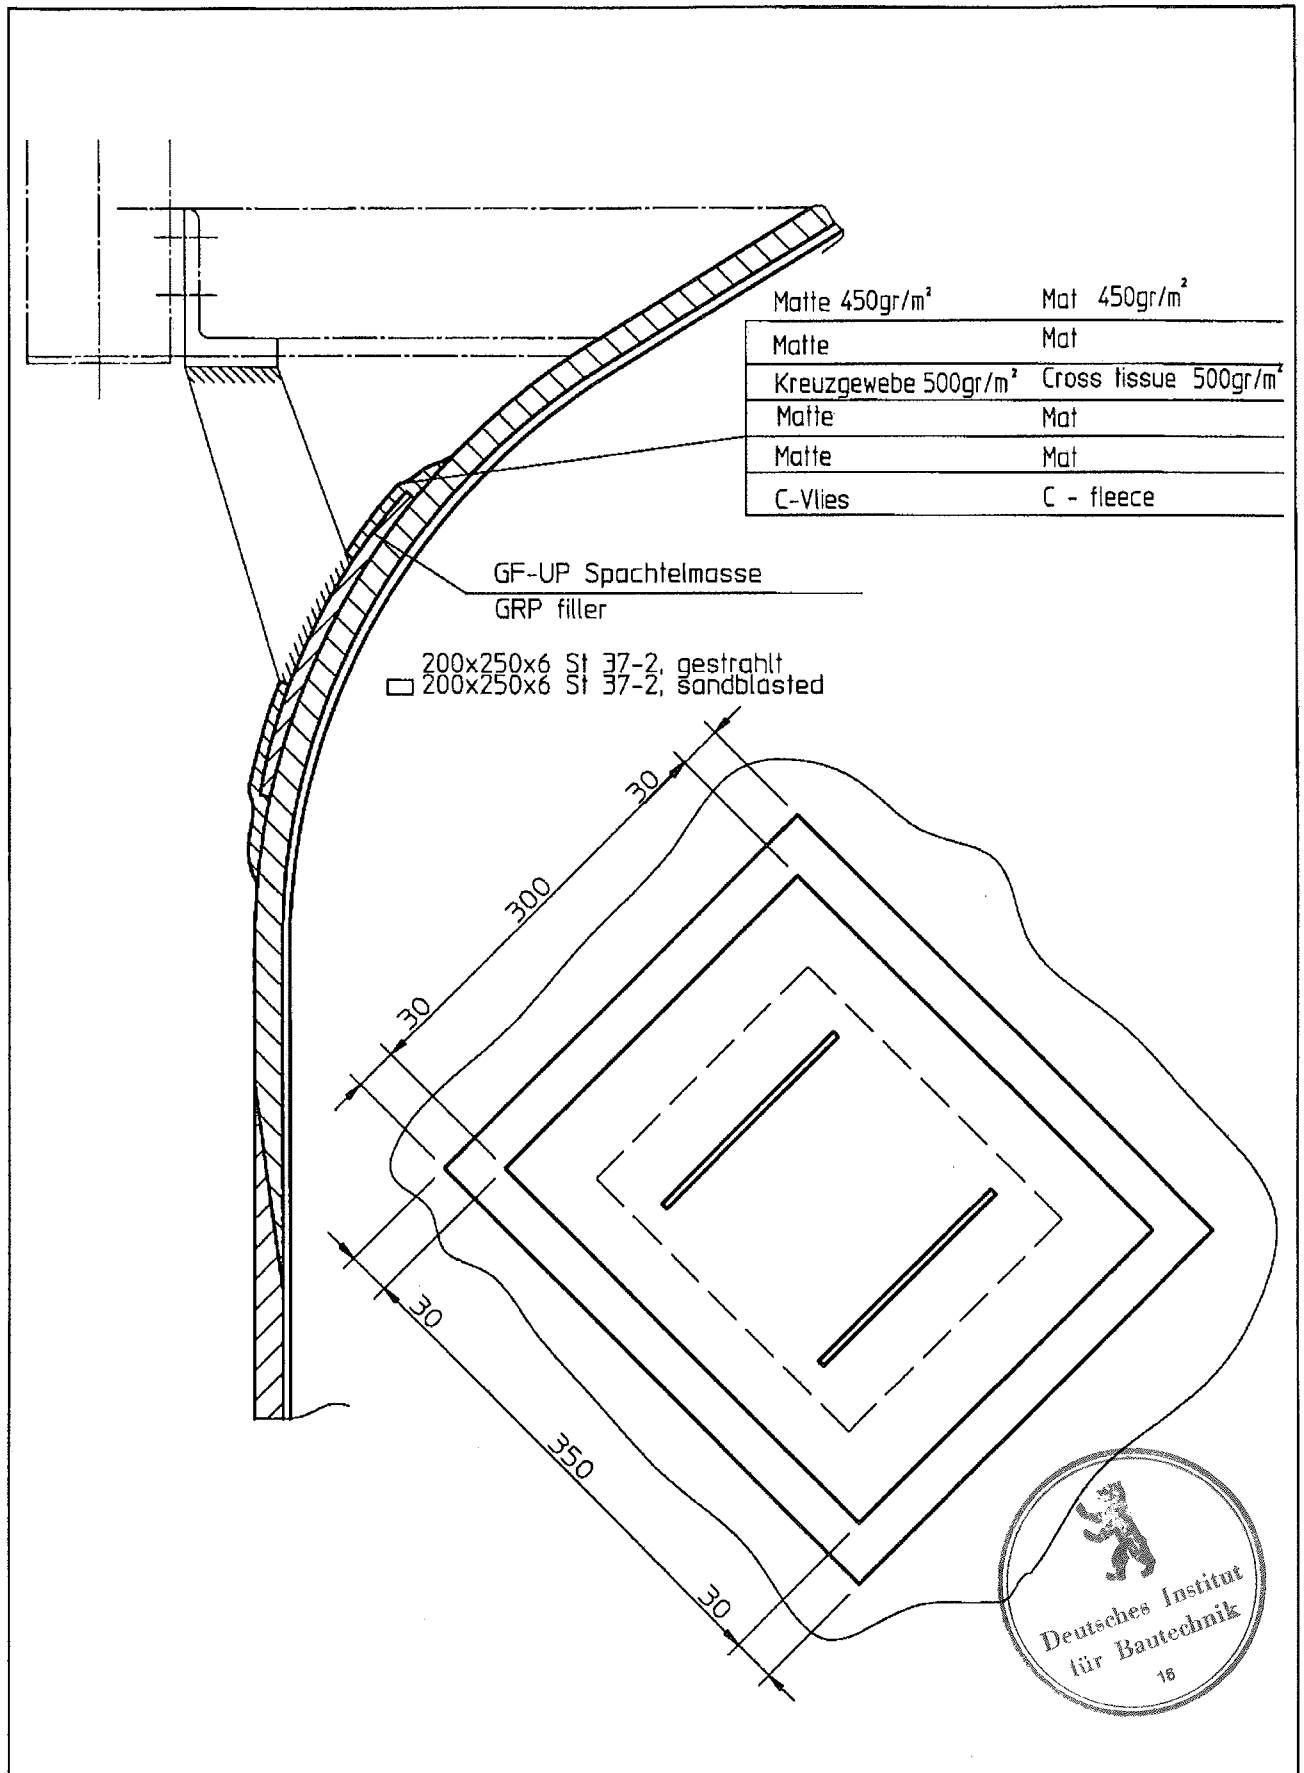 Matte 450gr/m² Mat 450gr/m²
Matte Mat
Kreuzgewebe 500gr/m² Cross tissue 500gr/m²
Matte Mat
Matte Mat
C-Vlies C - fleece
GF-UP Spachtelmasse
GRP filler
200x250x6 St 37-2, gestrahlt
200x250x6 St 37-2, sandblasted
30
300
30
30
350
30
Deutsches Institut
für Bautechnik
16